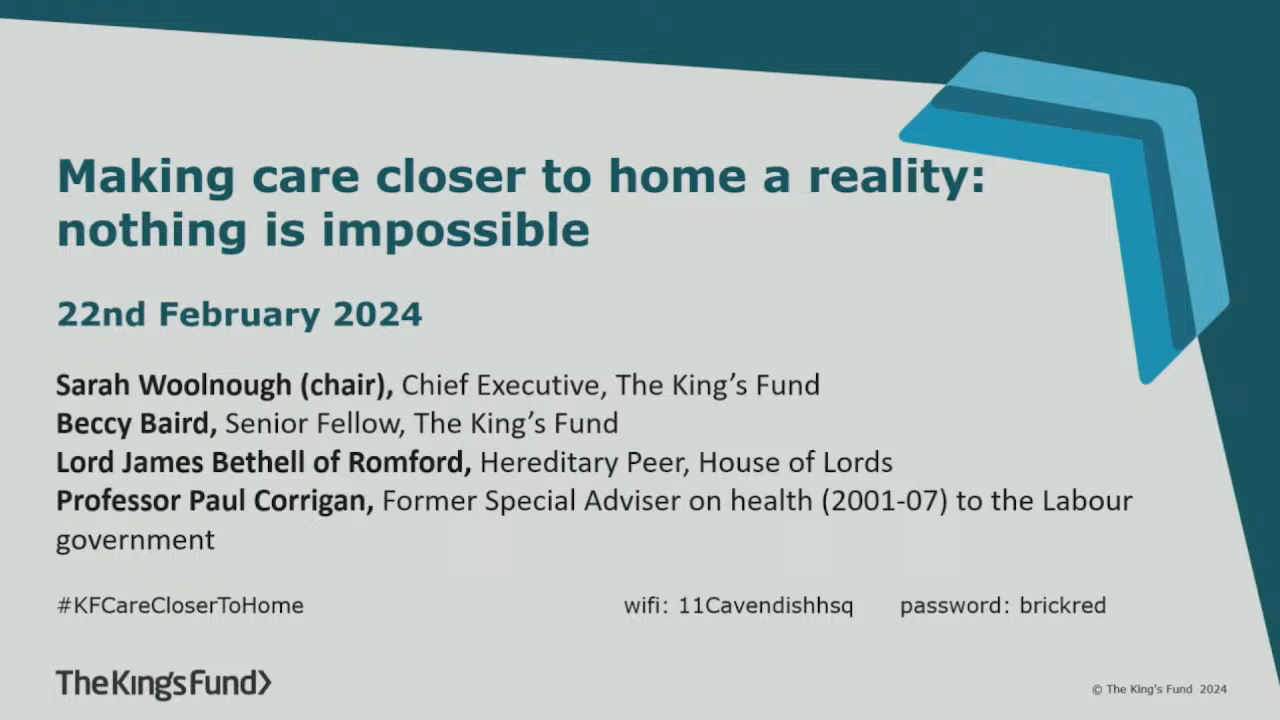 Making care closer to home a reality:
nothing is impossible
22nd February 2024
Sarah Woolnough (chair), Chief Executive, The King’s Fund
Beccy Baird, Senior Fellow, The King’s Fund
Lord James Bethell of Romford, Hereditary Peer, House of Lords
Professor Paul Corrigan, Former Special Adviser on health (2001-07) to the Labour
government
#KFCareCloserToHome wifi: 11Cavendishhsq password: brickred
TheKing'sFund>
© The King's Fund 2024